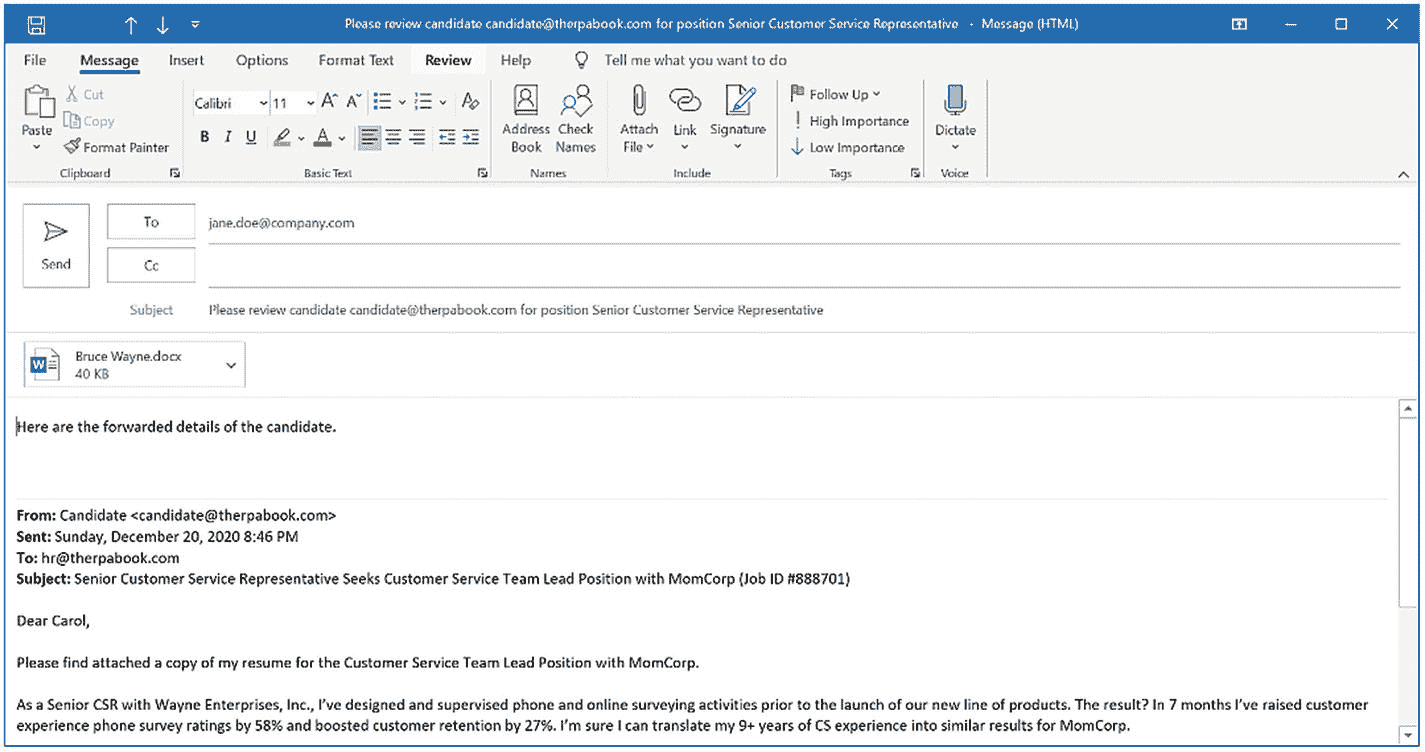 Please review candidate candidate@therpabook.com for position Senior Customer Service Representative - Message (HTML)
File Message Insert Options Format Text Review Help Tell me what you want to do
Paste
Cut
Copy
Format Painter
Clipboard
Calibri 11
B I U
Basic Text
Address Book
Check Names
Names
Attach File
Link
Signature
Include
Follow Up
High Importance
Low Importance
Tags
Dictate
Voice
Send
To jane.doe@company.com
Cc
Subject Please review candidate candidate@therpabook.com for position Senior Customer Service Representative
Bruce Wayne.docx
40 KB
Here are the forwarded details of the candidate.
From: Candidate <candidate@therpabook.com>
Sent: Sunday, December 20, 2020 8:46 PM
To: hr@therpabook.com
Subject: Senior Customer Service Representative Seeks Customer Service Team Lead Position with MomCorp (Job ID #888701)
Dear Carol,
Please find attached a copy of my resume for the Customer Service Team Lead Position with MomCorp.
As a Senior CSR with Wayne Enterprises, Inc., I've designed and supervised phone and online surveying activities prior to the launch of our new line of products. The result? In 7 months I've raised customer
experience phone survey ratings by 58% and boosted customer retention by 27%. I'm sure I can translate my 9+ years of CS experience into similar results for MomCorp.